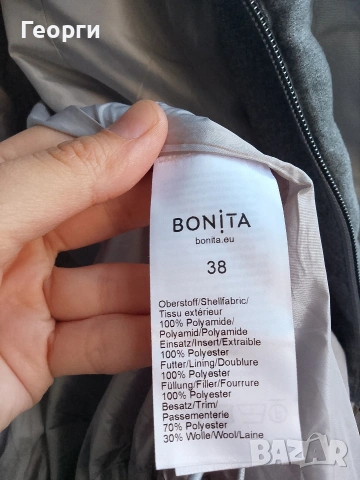 Георги
BONiTA
bonita.eu
38
Oberstoff/Shellfabric/
Tissu extérieur
100% Polyamide/
Polyamid/Polyamide
Einsatz/Insert/Extraible
100% Polyester
Futter/Lining/Doublure
100% Polyester
Füllung/Filler/Fourrure
100% Polyester
Besatz/Trim/
Passementerie
70% Polyester
30% Wolle/Wool/Laine
BAZAR